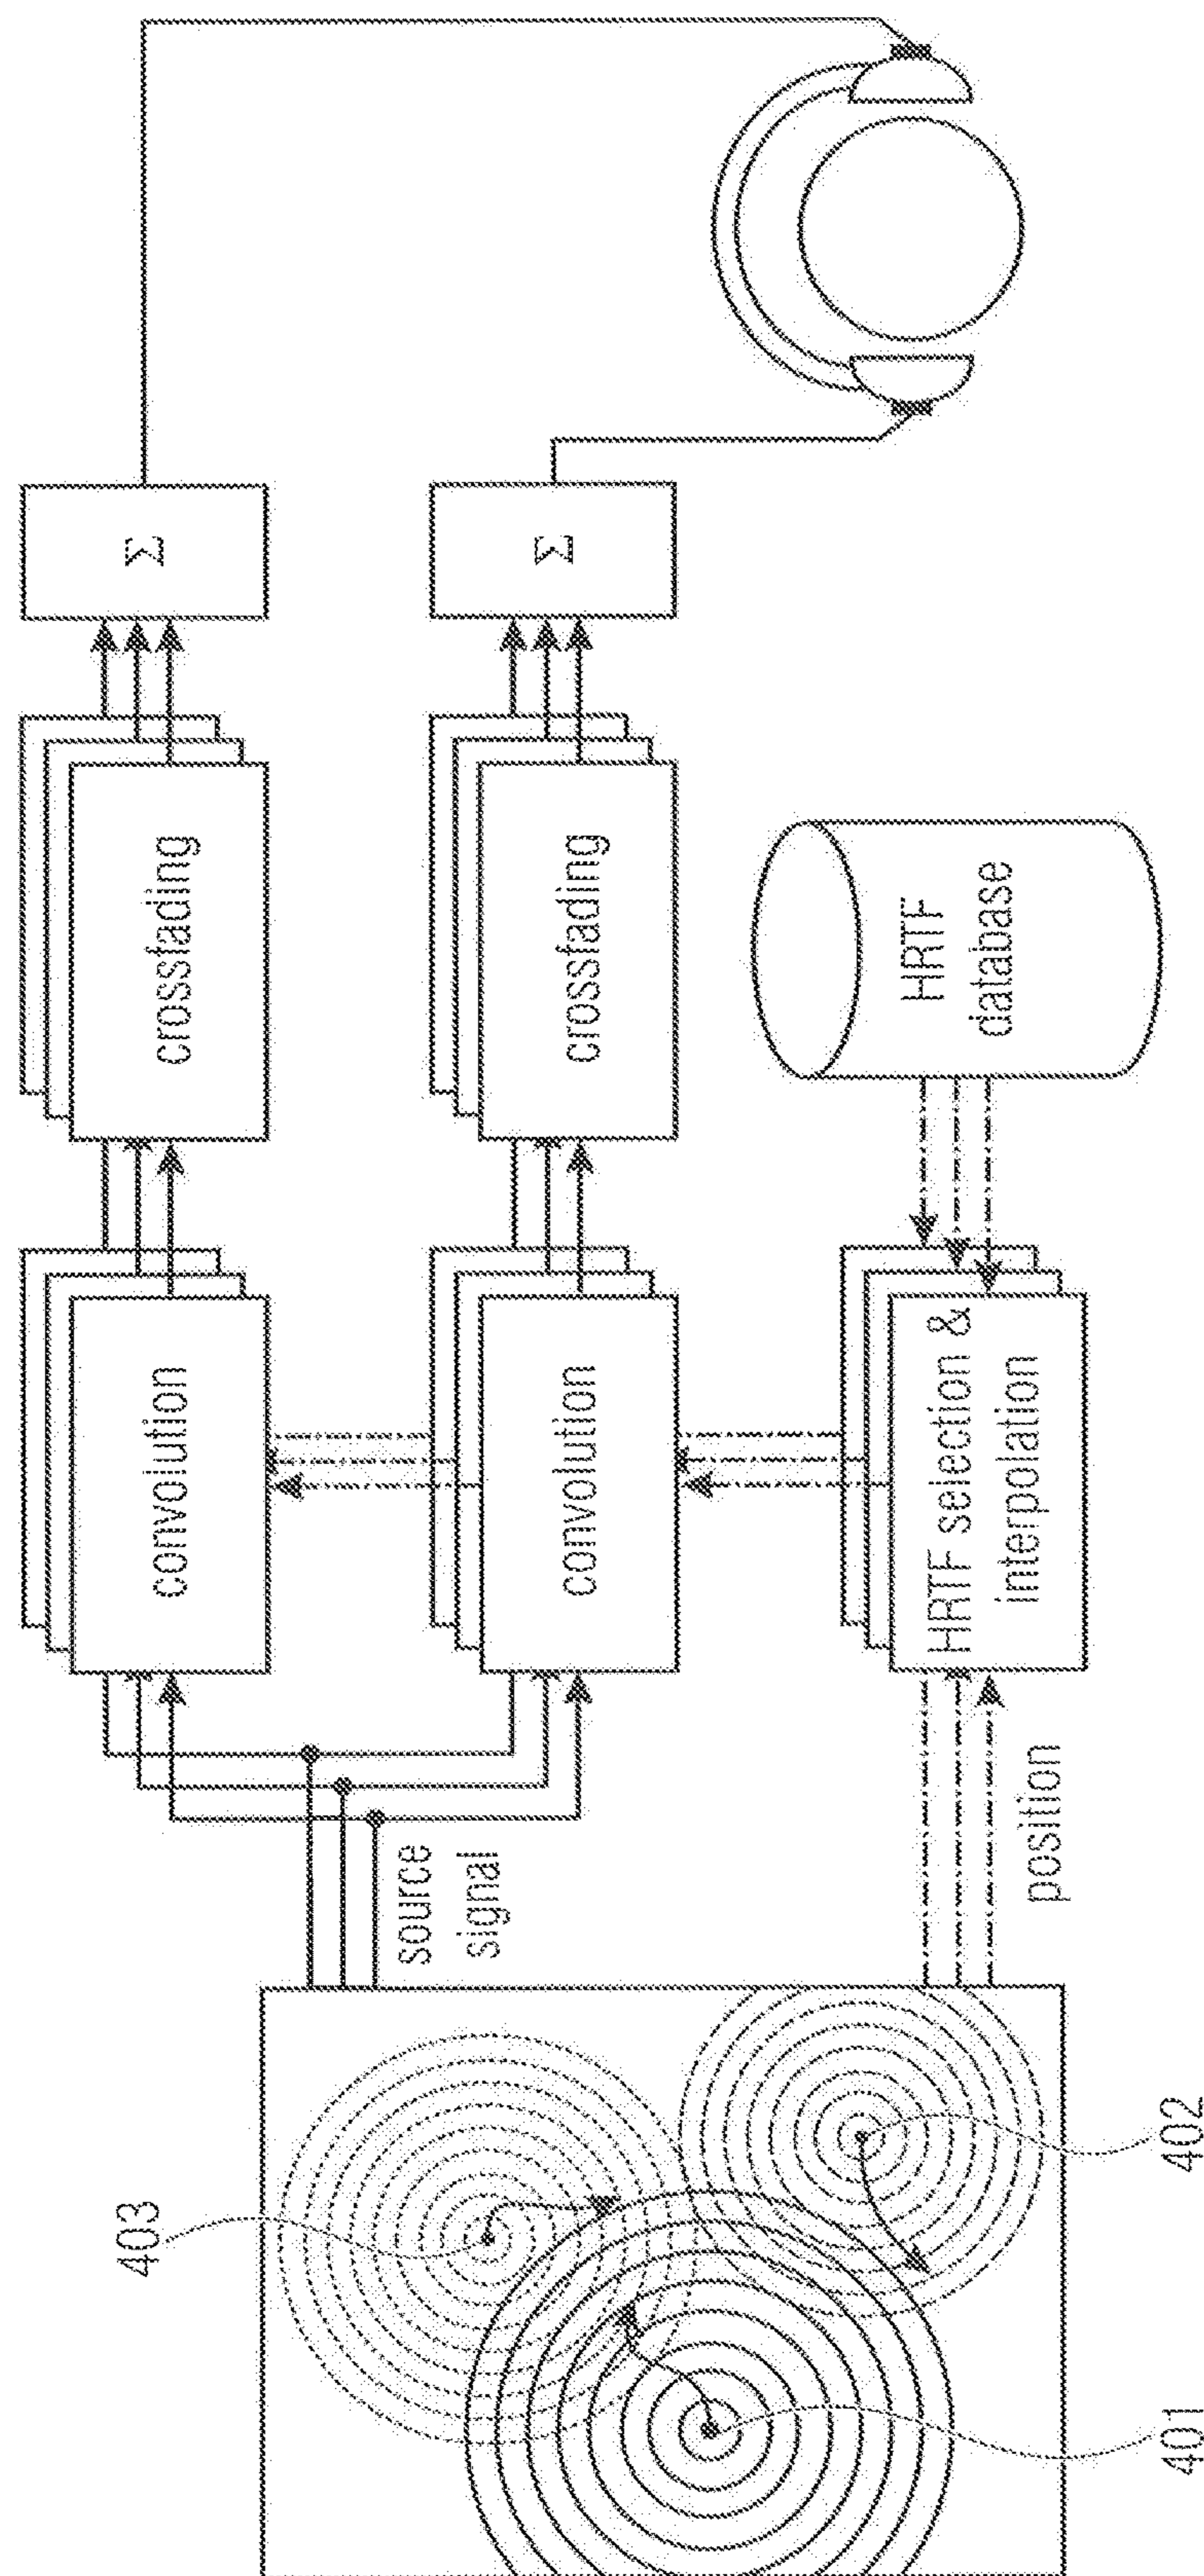 403
401
402
source
signal
position
convolution
convolution
HRTF selection &
interpolation
crossfading
crossfading
HRTF
database
Σ
Σ